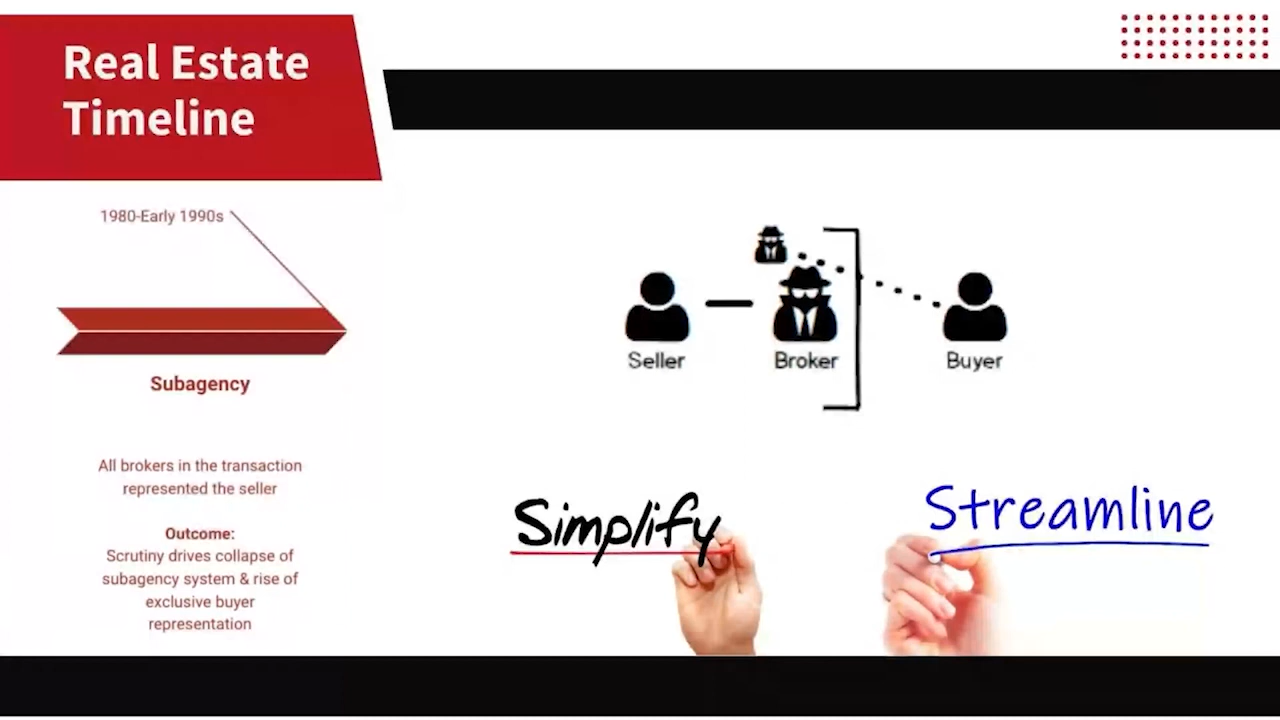 Real Estate
Timeline
1980-Early 1990s
Subagency
All brokers in the transaction
represented the seller
Outcome:
Scrutiny drives collapse of
subagency system & rise of
exclusive buyer
representation
Seller
Broker
Buyer
Simplify
Streamline